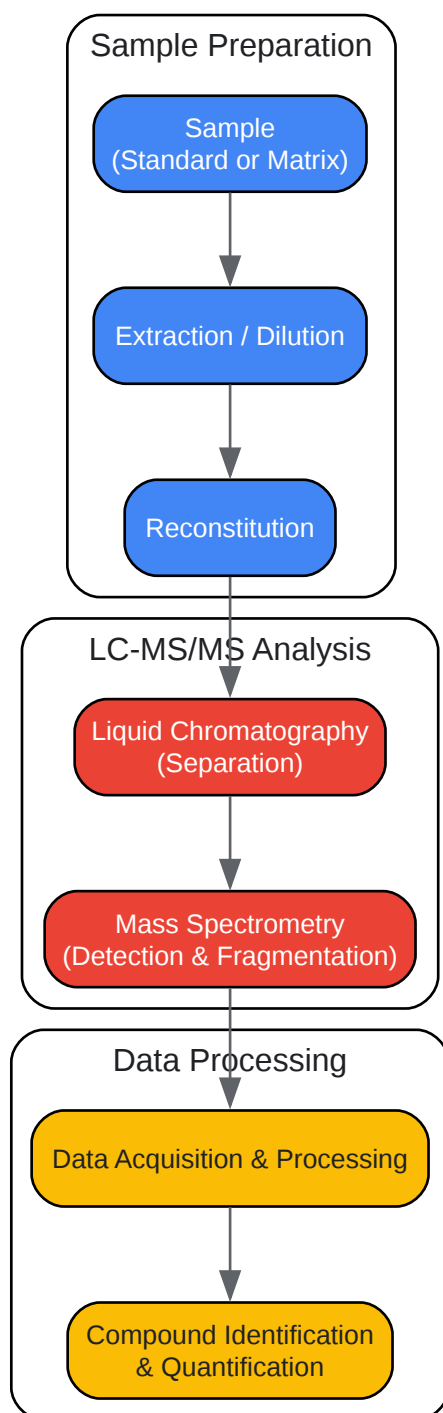 Sample Preparation
Sample
(Standard or Matrix)
Extraction / Dilution
Reconstitution
LC-MS/MS Analysis
Liquid Chromatography
(Separation)
Mass Spectrometry
(Detection & Fragmentation)
Data Processing
Data Acquisition & Processing
Compound Identification
& Quantification